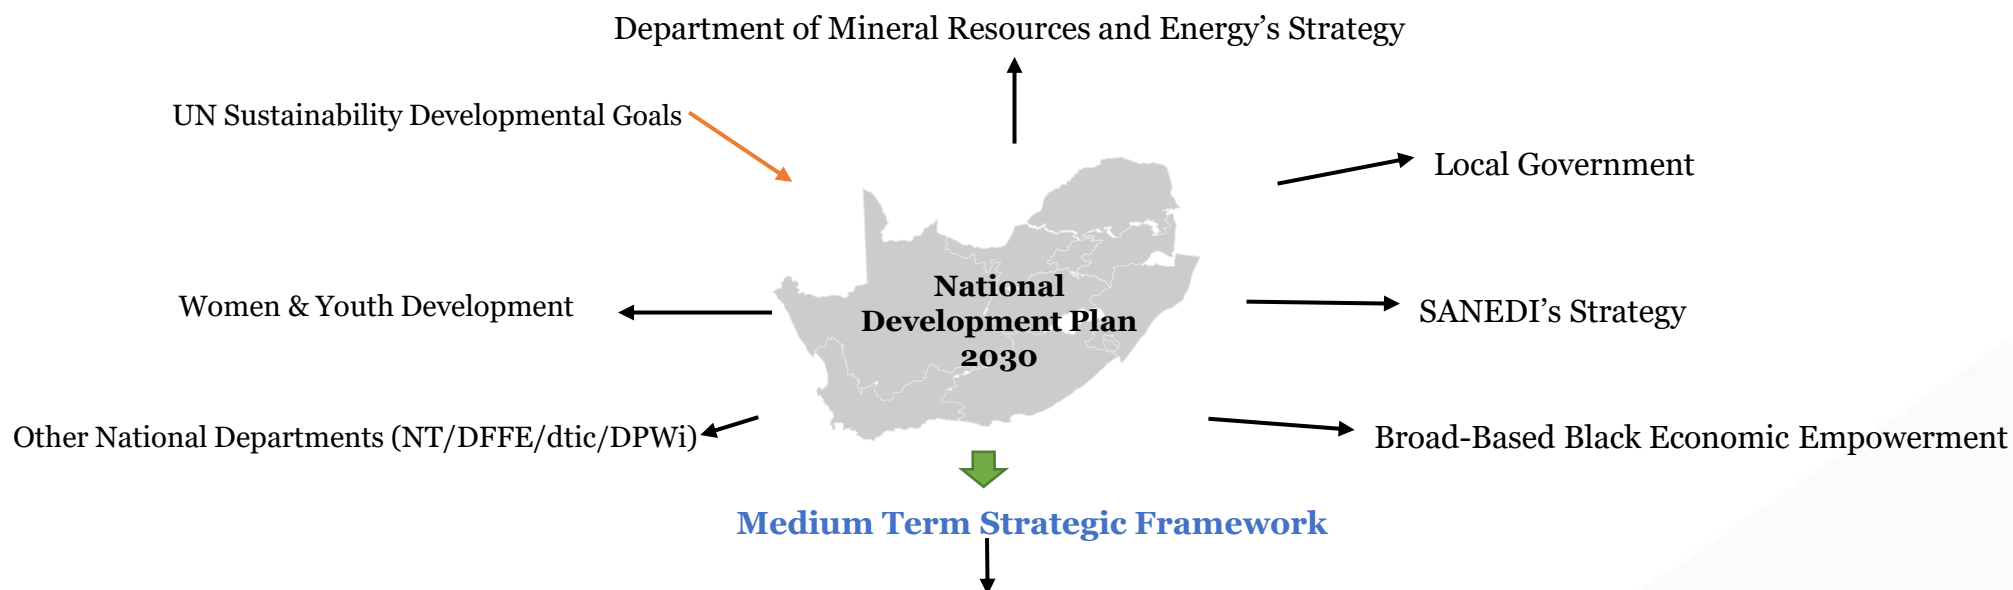 Department of Mineral Resources and Energy’s Strategy
UN Sustainability Developmental Goals
Local Government
National
Development Plan
2030
Women & Youth Development
SANEDI’s Strategy
Other National Departments (NT/DFFE/dtic/DPWi)
Broad-Based Black Economic Empowerment
Medium Term Strategic Framework